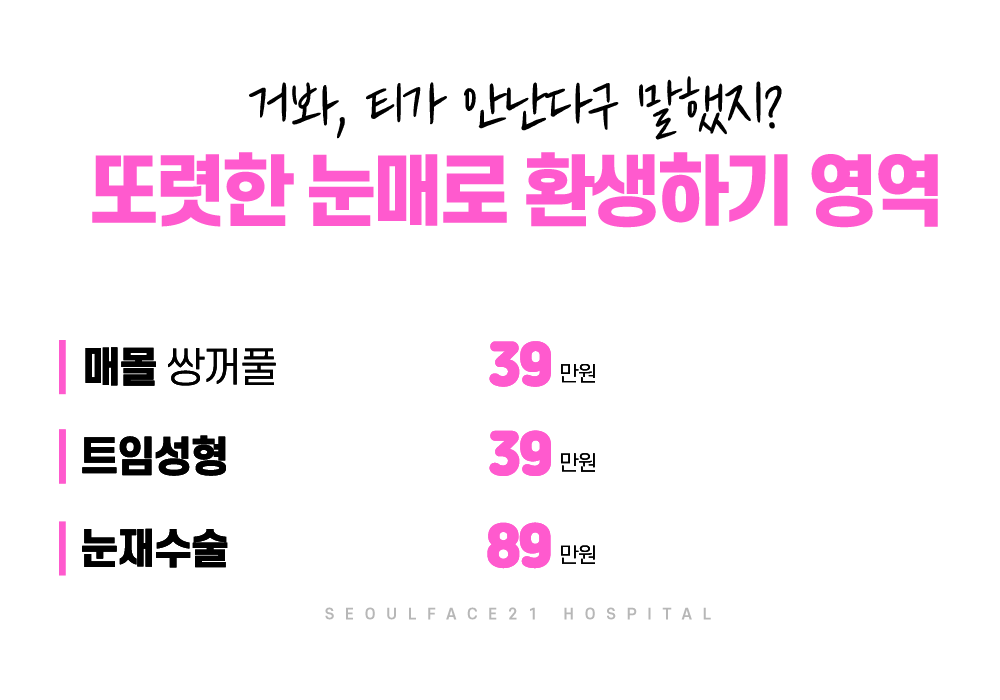 거봐, 티가 안난다구 말했지?
또렷한 눈매로 환생하기 영역
매몰 쌍꺼풀 39 만원
트임성형 39 만원
눈재수술 89 만원
SEOULFACE21 HOSPITAL